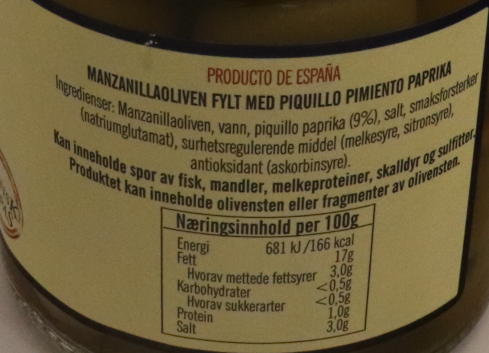 PRODUCTO DE ESPAÑA
MANZANILLAOLIVEN FYLT MED PIQUILLO PIMIENTO PAPRIKA
Ingredienser: Manzanillaoliven, vann, piquillo paprika (9%), salt, smaksforsterker
(natriumglutamat), surhetsregulerende middel (melkesyre, sitronsyre),
antioksidant (askorbinsyre).
Kan inneholde spor av fisk, mandler, melkeproteiner, skalldyr og sulfitter.
Produktet kan inneholde olivensten eller fragmenter av olivensten.
Næringsinnhold per 100g
Energi 681 kJ/166 kcal
Fett 17g
Hvorav mettede fettsyrer 3,0g
Karbohydrater <0,5g
Hvorav sukkerarter <0,5g
Protein 1,0g
Salt 3,0g